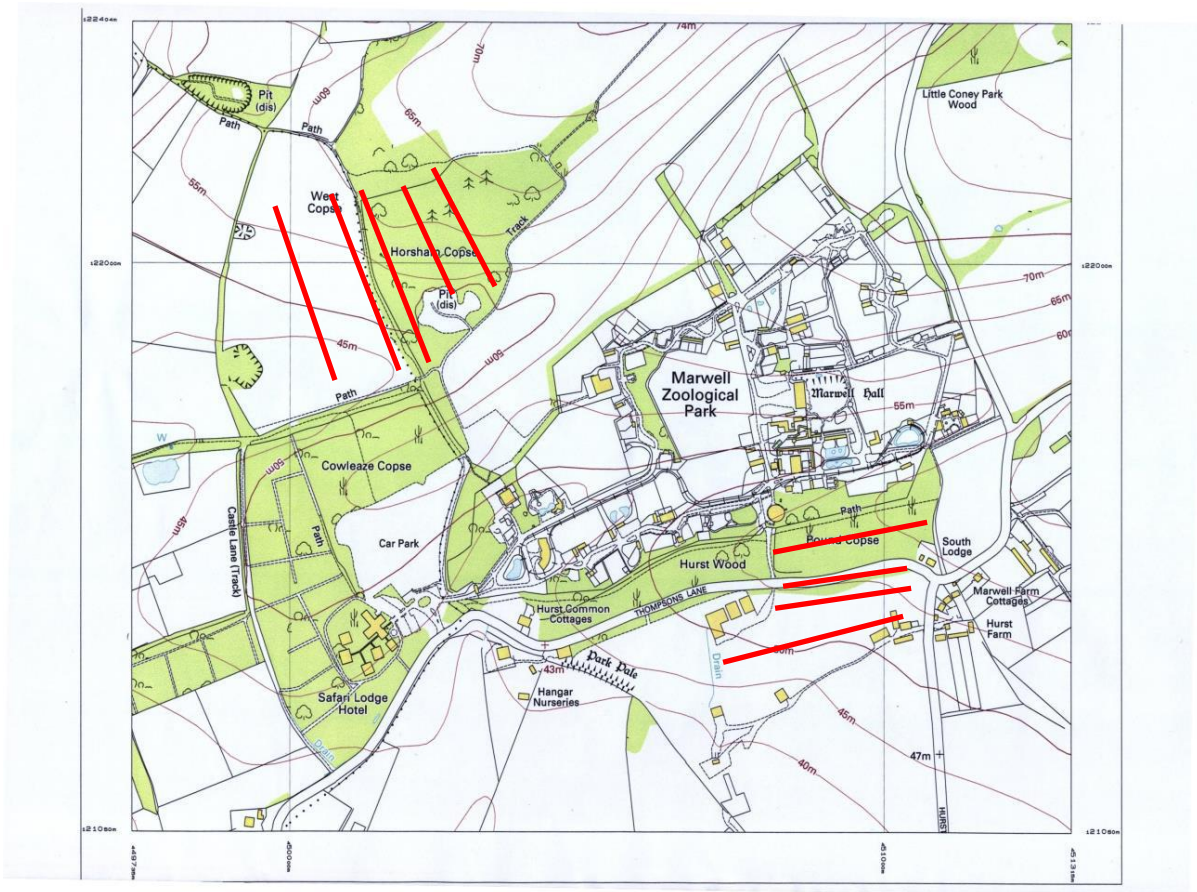 74m
70m
Pit
(dis)
60m
Little Coney Park
Wood
65m
Path
Path
55m
West
Copse
Track
Horsham Copse
122000m
122000m
70m
Pit
(dis)
65m
60m
45m
50m
Marwell
Zoological
Park
Marwell Hall
Path
55m
W
Cowleaze Copse
50m
45m
Castle Lane (Track)
Path
Path
Car Park
Pound Copse
South
Lodge
Hurst Wood
THOMPSONS LANE
Marwell Farm
Cottages
Hurst Common
Cottages
Hurst
Farm
Park Pale
Drain
43m
Safari Lodge
Hotel
Hangar
Nurseries
45m
Drain
47m
40m
HURST